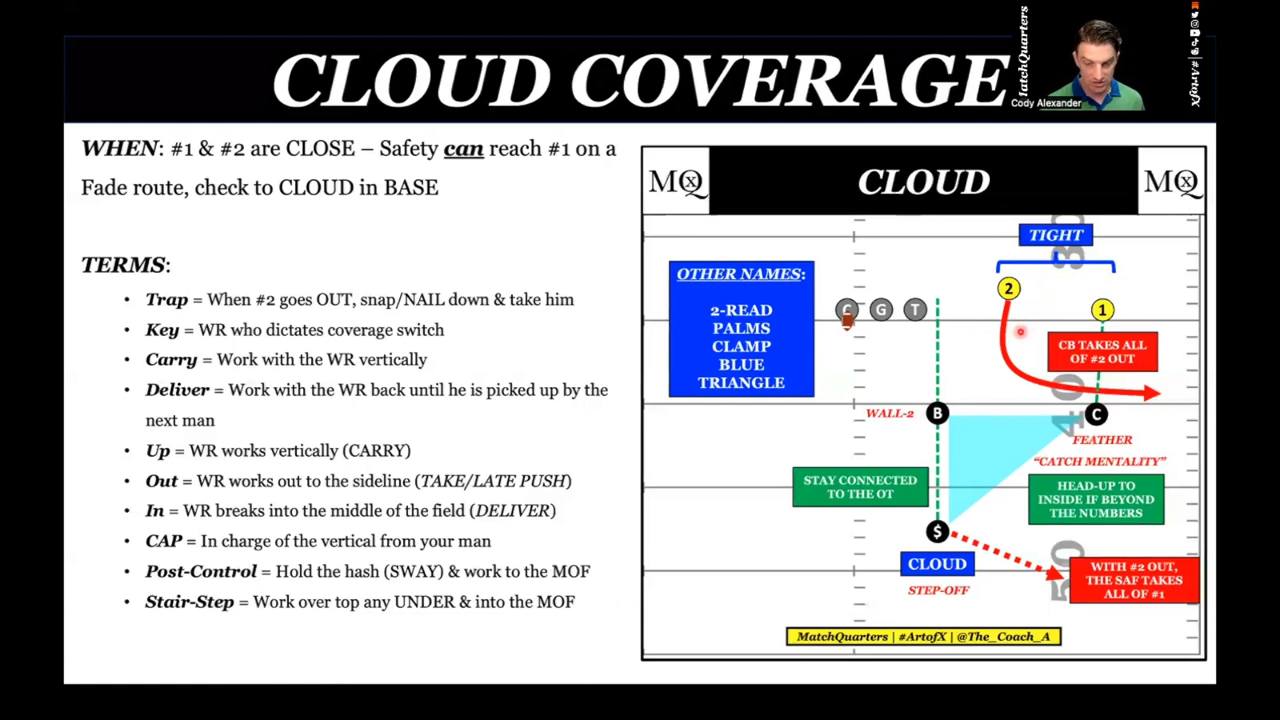 CLOUD COVERAGE
MatchQuarters
Cody Alexander
#ArtofX
WHEN: #1 & #2 are CLOSE – Safety can reach #1 on a
Fade route, check to CLOUD in BASE
TERMS:
• Trap = When #2 goes OUT, snap/NAIL down & take him
• Key = WR who dictates coverage switch
• Carry = Work with the WR vertically
• Deliver = Work with the WR back until he is picked up by the
next man
• Up = WR works vertically (CARRY)
• Out = WR works out to the sideline (TAKE/LATE PUSH)
• In = WR breaks into the middle of the field (DELIVER)
• CAP = In charge of the vertical from your man
• Post-Control = Hold the hash (SWAY) & work to the MOF
• Stair-Step = Work over top any UNDER & into the MOF
MQx
CLOUD
MQx
30
TIGHT
OTHER NAMES:
2-READ
PALMS
CLAMP
BLUE
TRIANGLE
2
C G T
1
CB TAKES ALL
OF #2 OUT
40
WALL-2
B
C
FEATHER
“CATCH MENTALITY”
STAY CONNECTED
TO THE OT
HEAD-UP TO
INSIDE IF BEYOND
THE NUMBERS
$
50
CLOUD
STEP-OFF
WITH #2 OUT,
THE SAF TAKES
ALL OF #1
MatchQuarters | #ArtofX | @The_Coach_A